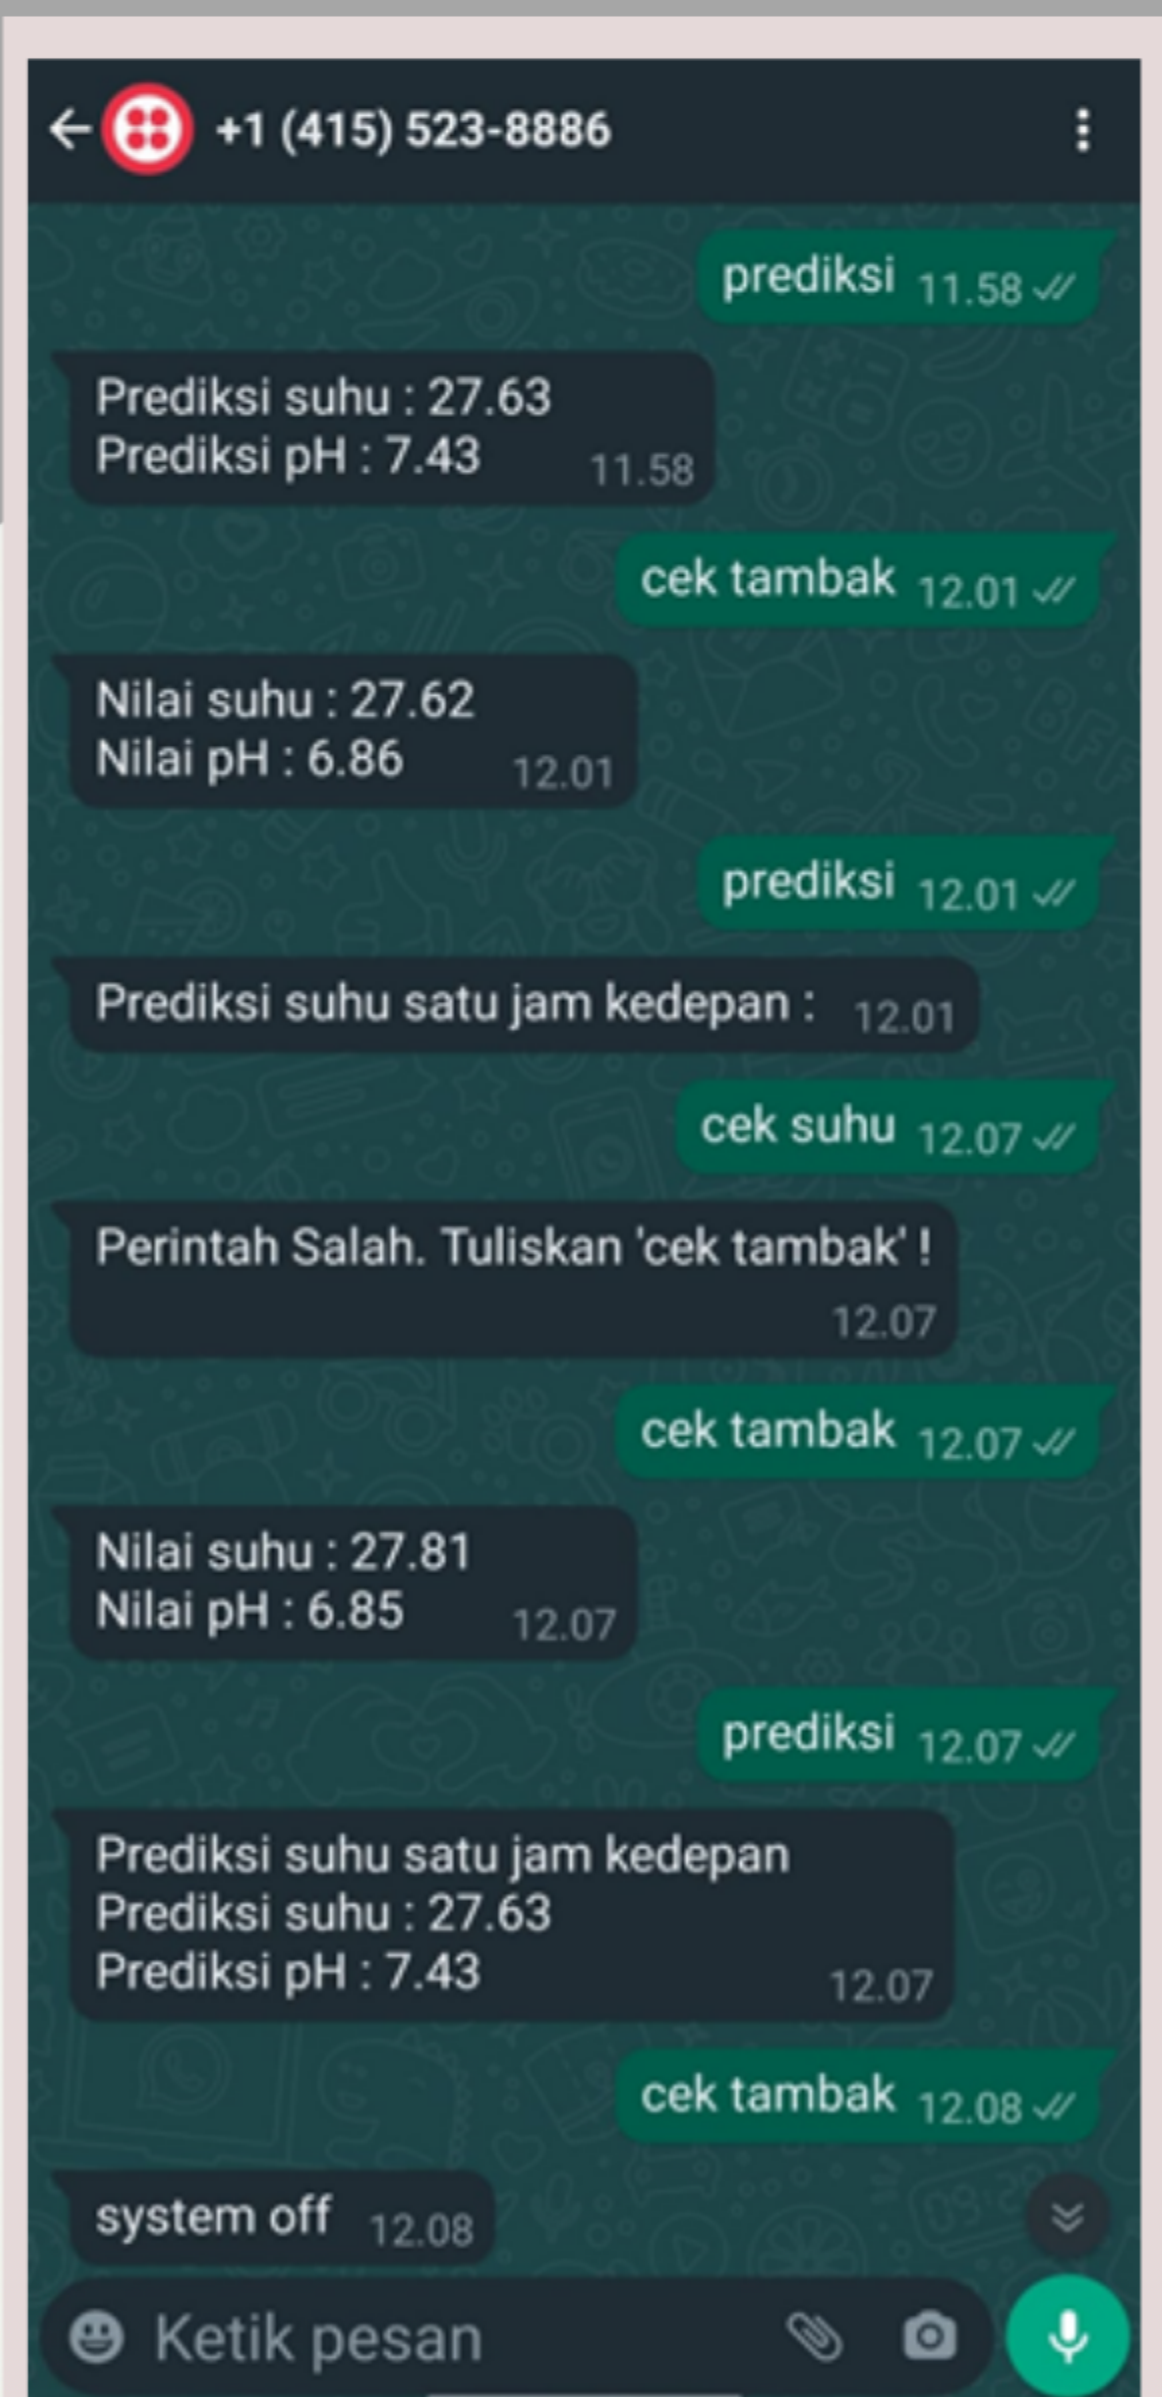 +1 (415) 523-8886
prediksi 11.58
Prediksi suhu : 27.63
Prediksi pH : 7.43 11.58
cek tambak 12.01
Nilai suhu : 27.62
Nilai pH : 6.86 12.01
prediksi 12.01
Prediksi suhu satu jam kedepan : 12.01
cek suhu 12.07
Perintah Salah. Tuliskan 'cek tambak' !
12.07
cek tambak 12.07
Nilai suhu : 27.81
Nilai pH : 6.85 12.07
prediksi 12.07
Prediksi suhu satu jam kedepan
Prediksi suhu : 27.63
Prediksi pH : 7.43 12.07
cek tambak 12.08
system off 12.08
Ketik pesan